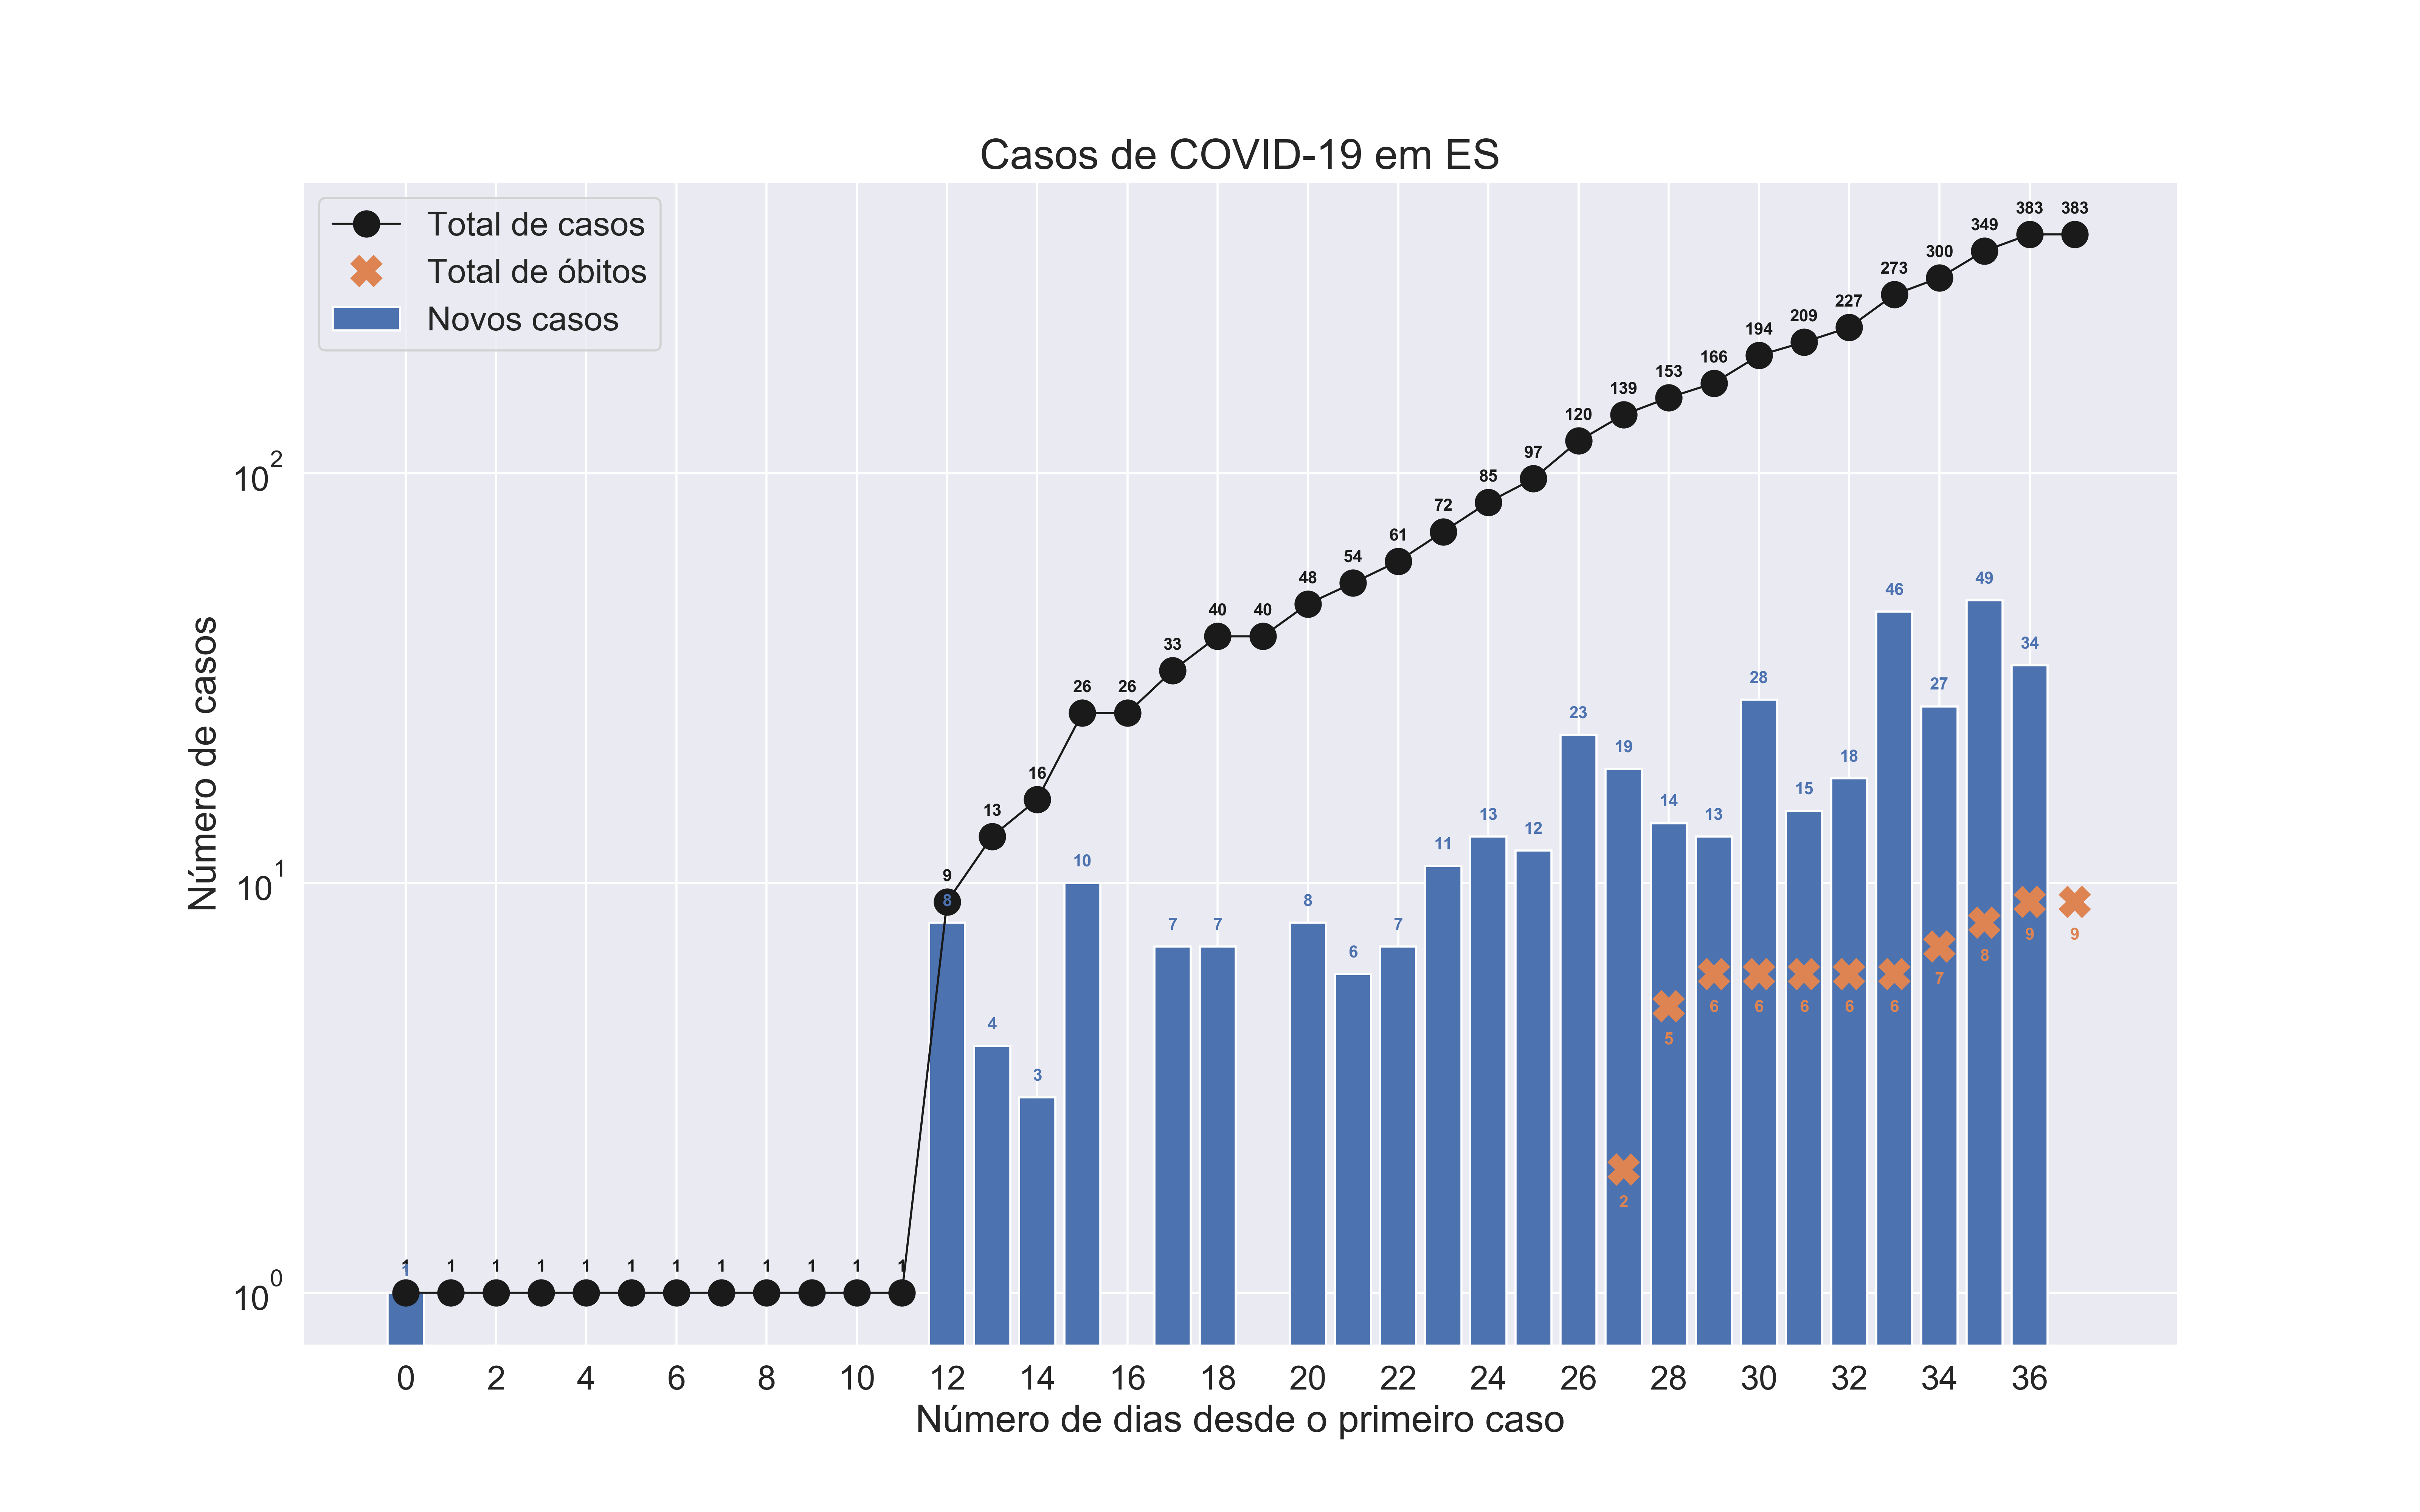 Casos de COVID-19 em ES
Total de casos
Total de óbitos
Novos casos
Número de casos
10^2
10^1
10^0
1 1 1 1 1 1 1 1 1 1 1 1 9 13 16 26 26 33 40 40 48 54 61 72 85 97 120 139 153 166 194 209 227 273 300 349 383 383
1 8 4 3 10 7 7 8 6 7 11 13 12 23 19 14 13 28 15 18 46 27 49 34
2 5 6 6 6 6 6 7 8 9 9
0 2 4 6 8 10 12 14 16 18 20 22 24 26 28 30 32 34 36
Número de dias desde o primeiro caso